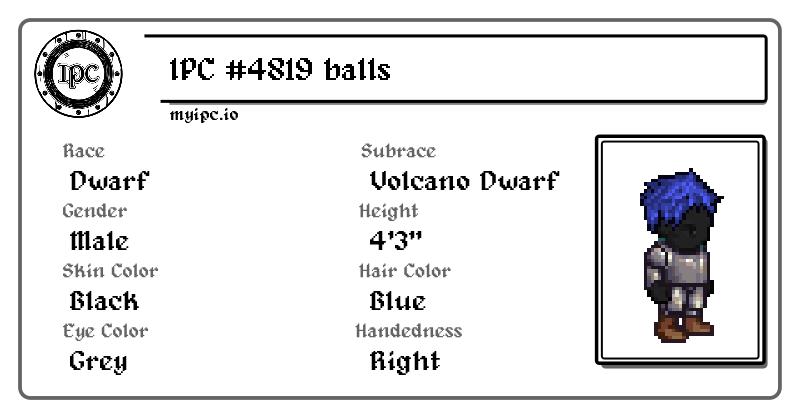 IPC
IPC #4819 balls
myipc.io
Race
Dwarf
Subrace
Volcano Dwarf
Gender
Male
Height
4'3"
Skin Color
Black
Hair Color
Blue
Eye Color
Grey
Handedness
Right